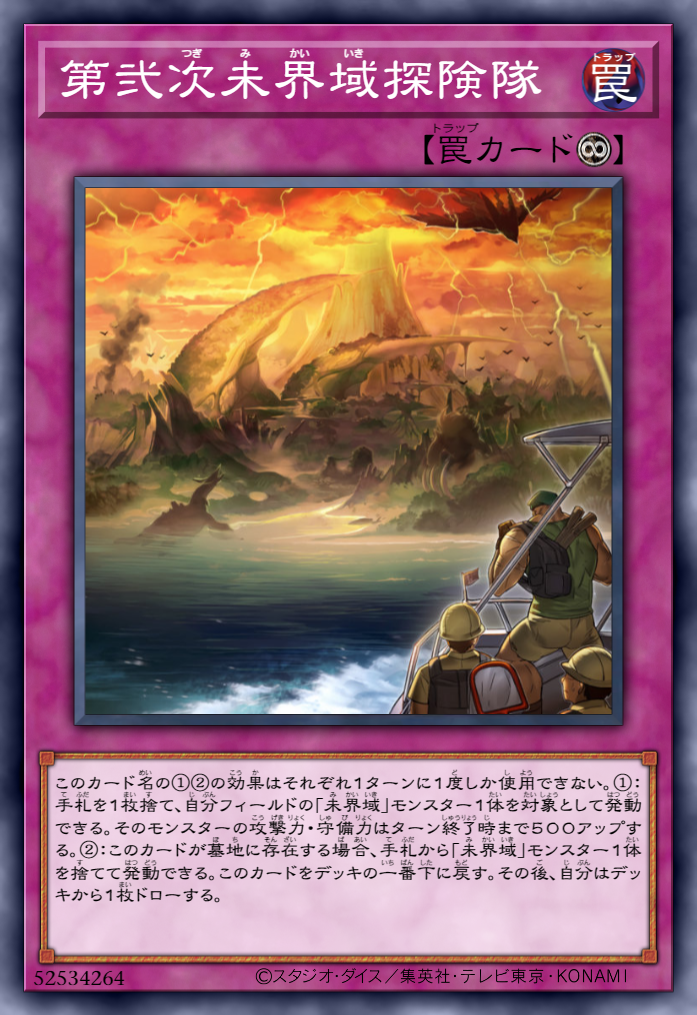 第弐次未界域探険隊
罠
【罠カード】
このカード名の①②の効果はそれぞれ1ターンに1度しか使用できない。①:
手札を1枚捨て、自分フィールドの「未界域」モンスター1体を対象として発動
できる。そのモンスターの攻撃力・守備力はターン終了時まで500アップす
る。②:このカードが墓地に存在する場合、手札から「未界域」モンスター1体
を捨てて発動できる。このカードをデッキの一番下に戻す。その後、自分はデッ
キから1枚ドローする。
52534264
©スタジオ・ダイス/集英社・テレビ東京・KONAMI